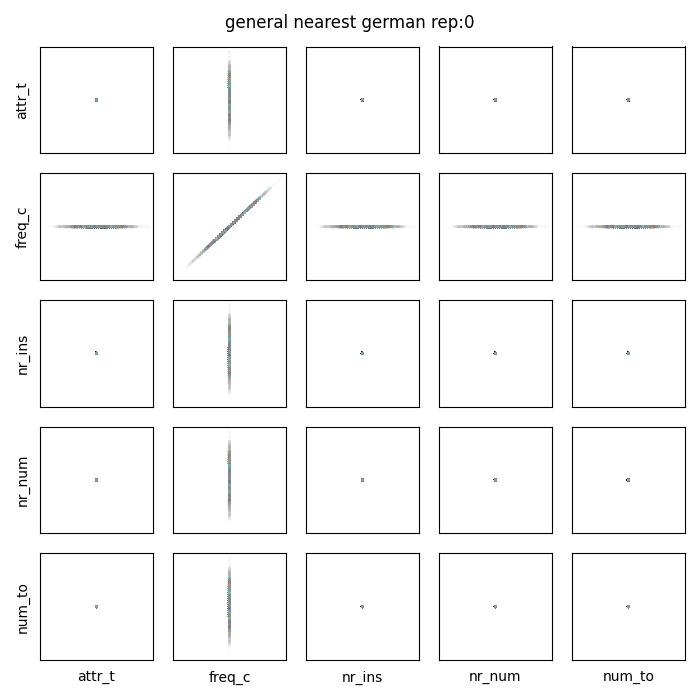 general nearest german rep:0
attr_t
freq_c
nr_ins
nr_num
num_to
attr_t freq_c nr_ins nr_num num_to